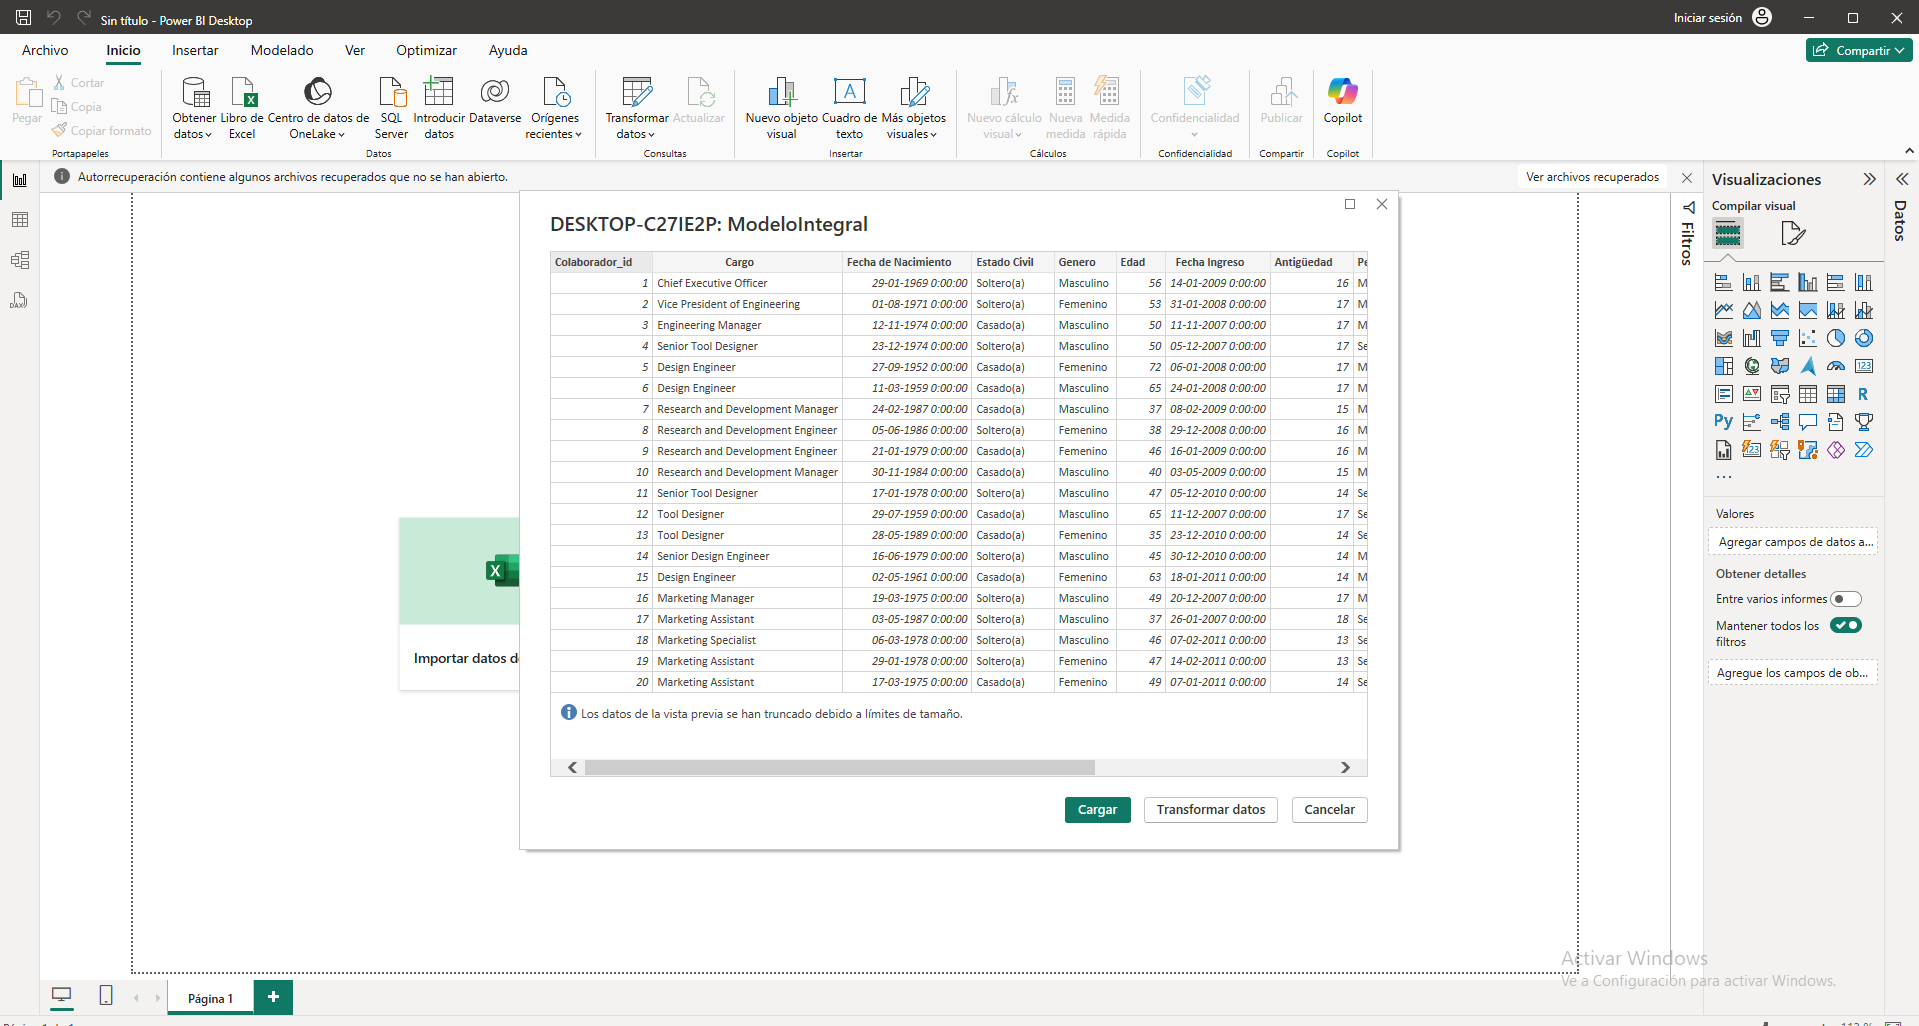 Sin título - Power BI Desktop
Iniciar sesión
Archivo Inicio Insertar Modelado Ver Optimizar Ayuda
Compartir
Pegar
Cortar
Copia
Copiar formato
Portapapeles
Obtener datos
Libro de Excel
Centro de datos de OneLake
SQL Server
Introducir datos
Dataverse
Orígenes recientes
Datos
Transformar datos
Actualizar
Consultas
Nuevo objeto visual
Cuadro de texto
A
Más objetos visuales
Insertar
Nuevo cálculo visual
Nueva medida
Medida rápida
Cálculos
Confidencialidad
Confidencialidad
Publicar
Compartir
Copilot
Copilot
Autorrecuperación contiene algunos archivos recuperados que no se han abierto.
Ver archivos recuperados
DESKTOP-C27IE2P: ModeloIntegral
Colaborador_id Cargo Fecha de Nacimiento Estado Civil Genero Edad Fecha Ingreso Antigüedad Pe
1 Chief Executive Officer 29-01-1969 0:00:00 Soltero(a) Masculino 56 14-01-2009 0:00:00 16 M
2 Vice President of Engineering 01-08-1971 0:00:00 Soltero(a) Femenino 53 31-01-2008 0:00:00 17 M
3 Engineering Manager 12-11-1974 0:00:00 Casado(a) Masculino 50 11-11-2007 0:00:00 17 M
4 Senior Tool Designer 23-12-1974 0:00:00 Soltero(a) Masculino 50 05-12-2007 0:00:00 17 Se
5 Design Engineer 27-09-1952 0:00:00 Casado(a) Femenino 72 06-01-2008 0:00:00 17 M
6 Design Engineer 11-03-1959 0:00:00 Casado(a) Masculino 65 24-01-2008 0:00:00 17 M
7 Research and Development Manager 24-02-1987 0:00:00 Casado(a) Masculino 37 08-02-2009 0:00:00 15 M
8 Research and Development Engineer 05-06-1986 0:00:00 Soltero(a) Femenino 38 29-12-2008 0:00:00 16 M
9 Research and Development Engineer 21-01-1979 0:00:00 Casado(a) Femenino 46 16-01-2009 0:00:00 16 M
10 Research and Development Manager 30-11-1984 0:00:00 Casado(a) Masculino 40 03-05-2009 0:00:00 15 M
11 Senior Tool Designer 17-01-1978 0:00:00 Soltero(a) Masculino 47 05-12-2010 0:00:00 14 Se
12 Tool Designer 29-07-1959 0:00:00 Casado(a) Masculino 65 11-12-2007 0:00:00 17 Se
13 Tool Designer 28-05-1989 0:00:00 Casado(a) Femenino 35 23-12-2010 0:00:00 14 Se
14 Senior Design Engineer 16-06-1979 0:00:00 Soltero(a) Masculino 45 30-12-2010 0:00:00 14 M
15 Design Engineer 02-05-1961 0:00:00 Casado(a) Femenino 63 18-01-2011 0:00:00 14 M
16 Marketing Manager 19-03-1975 0:00:00 Soltero(a) Masculino 49 20-12-2007 0:00:00 17 M
17 Marketing Assistant 03-05-1987 0:00:00 Soltero(a) Masculino 37 26-01-2007 0:00:00 18 Se
18 Marketing Specialist 06-03-1978 0:00:00 Soltero(a) Masculino 46 07-02-2011 0:00:00 13 Se
19 Marketing Assistant 29-01-1978 0:00:00 Soltero(a) Femenino 47 14-02-2011 0:00:00 13 Se
20 Marketing Assistant 17-03-1975 0:00:00 Casado(a) Femenino 49 07-01-2011 0:00:00 14 Se
Los datos de la vista previa se han truncado debido a límites de tamaño.
Cargar Transformar datos Cancelar
X
Importar datos de
Filtros
Visualizaciones
Compilar visual
123
R
Py
123
...
Valores
Agregar campos de datos a...
Obtener detalles
Entre varios informes
Mantener todos los
filtros
Agregue los campos de ob...
Datos
DAX
Activar Windows
Ve a Configuración para activar Windows.
Página 1
+